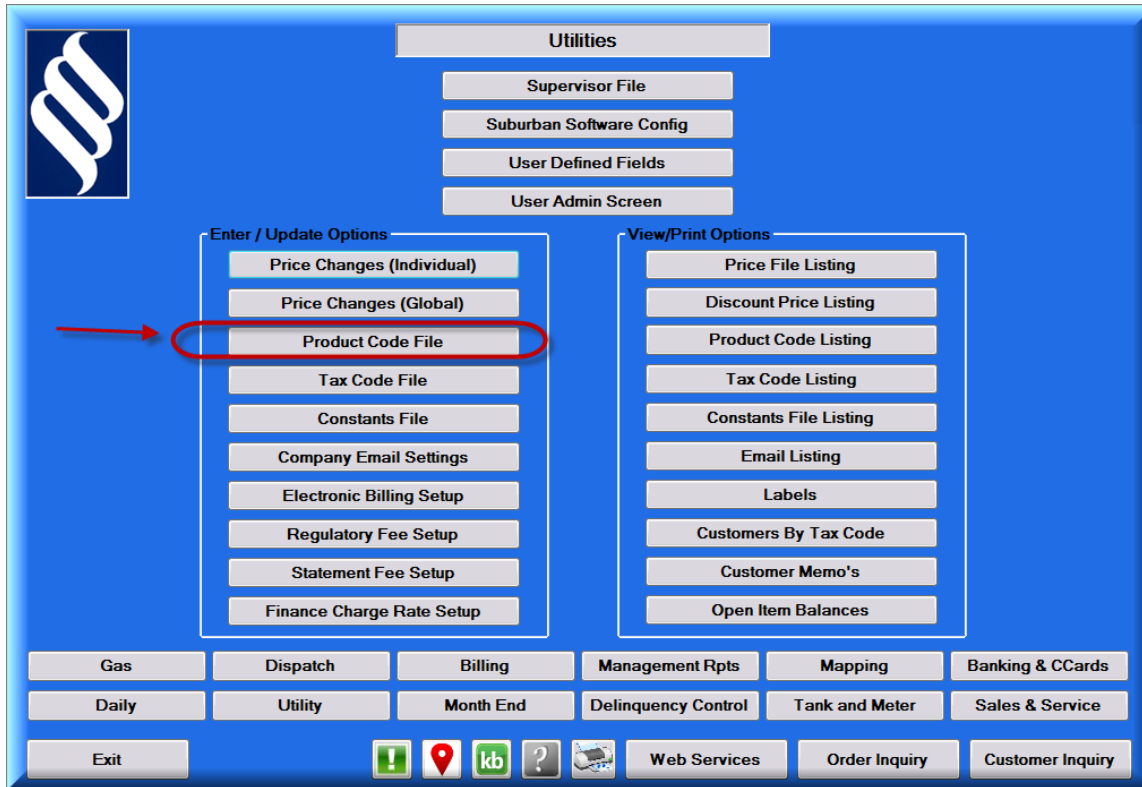 Utilities
Supervisor File
Suburban Software Config
User Defined Fields
User Admin Screen
Enter / Update Options
Price Changes (Individual)
Price Changes (Global)
Product Code File
Tax Code File
Constants File
Company Email Settings
Electronic Billing Setup
Regulatory Fee Setup
Statement Fee Setup
Finance Charge Rate Setup
View/Print Options
Price File Listing
Discount Price Listing
Product Code Listing
Tax Code Listing
Constants File Listing
Email Listing
Labels
Customers By Tax Code
Customer Memo's
Open Item Balances
Gas Dispatch Billing Management Rpts Mapping Banking & CCards
Daily Utility Month End Delinquency Control Tank and Meter Sales & Service
Exit ! kb ? Web Services Order Inquiry Customer Inquiry